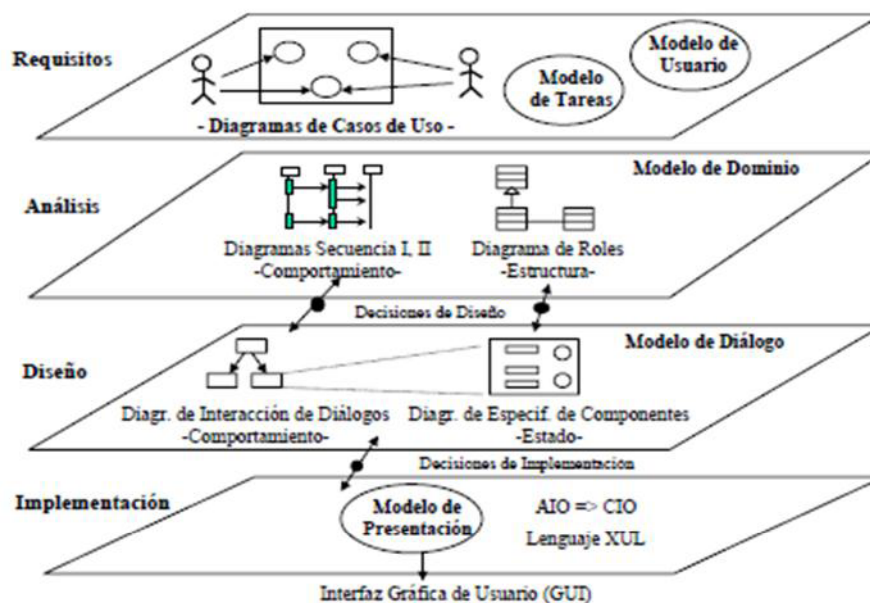 Requisitos
Modelo de
Usuario
Modelo
de Tareas
- Diagramas de Casos de Uso -
Modelo de Dominio
Análisis
Diagramas Secuencia I, II
-Comportamiento-
Diagrama de Roles
-Estructura-
Decisiones de Diseño
Modelo de Diálogo
Diseño
Diagr. de Interacción de Diálogos
-Comportamiento-
Diagr. de Especif. de Componentes
-Estado-
Decisiones de Implementación
Implementación
Modelo de
Presentación
AIO => CIO
Lenguaje XUL
Interfaz Gráfica de Usuario (GUI)